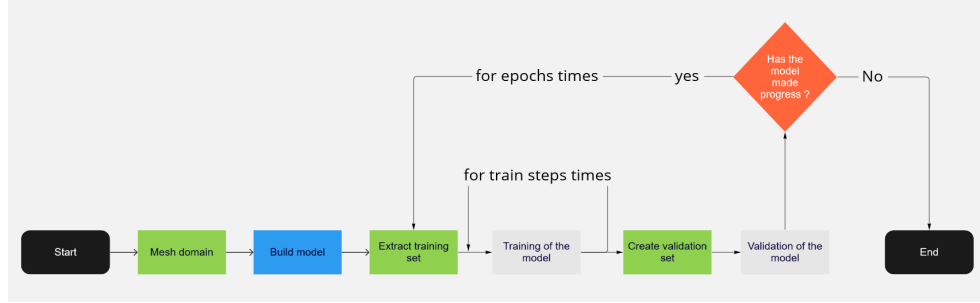 Has the
model
made
progress ?
for epochs times
yes
No
for train steps times
Start
Mesh domain
Build model
Extract training
set
Training of the
model
Create validation
set
Validation of the
model
End